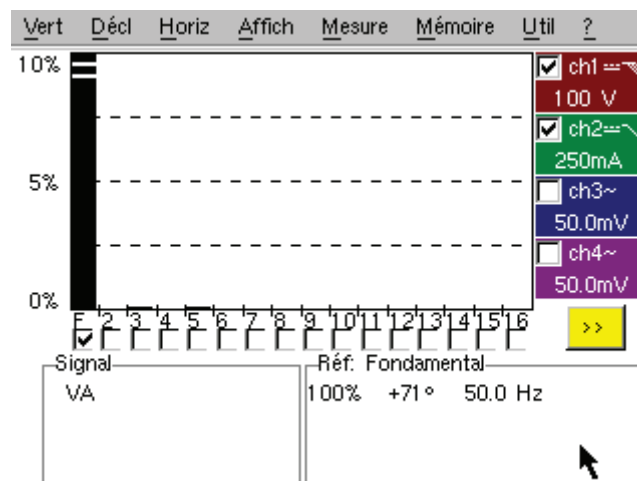 Vert Décl Horiz Affich Mesure Mémoire Util ?
10%
5%
0%
ch1
100 V
ch2
250mA
ch3~
50.0mV
ch4~
50.0mV
F 2 3 4 5 6 7 8 9 10 11 12 13 14 15 16
>>
Signal
VA
Réf: Fondamental
100% +71° 50.0 Hz